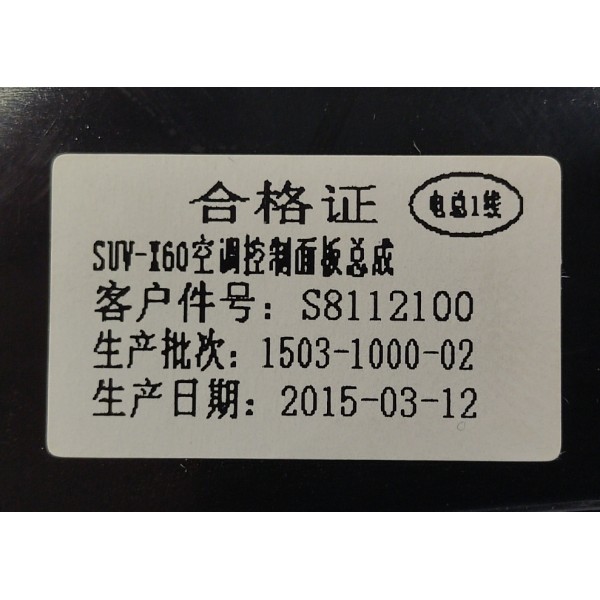 合格证 电总1线
SUV-X60空调控制面板总成
客户件号：S8112100
生产批次：1503-1000-02
生产日期：2015-03-12